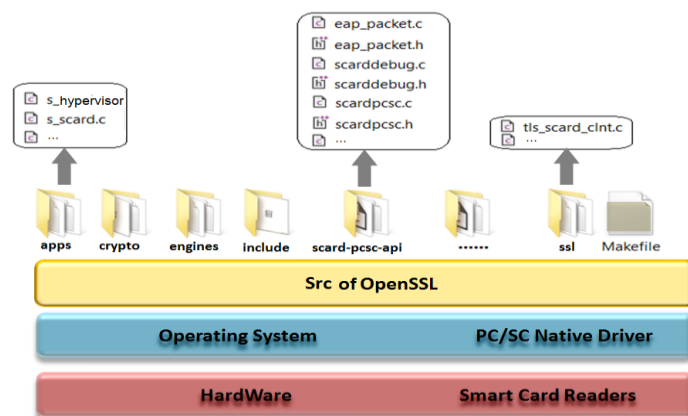 eap_packet.c
eap_packet.h
scarddebug.c
scarddebug.h
scardpcsc.c
scardpcsc.h
...
s_hypervisor
s_scard.c
...
tls_scard_clnt.c
...
apps
crypto
engines
include
scard-pcsc-api
......
ssl
Makefile
Src of OpenSSL
Operating System
PC/SC Native Driver
HardWare
Smart Card Readers